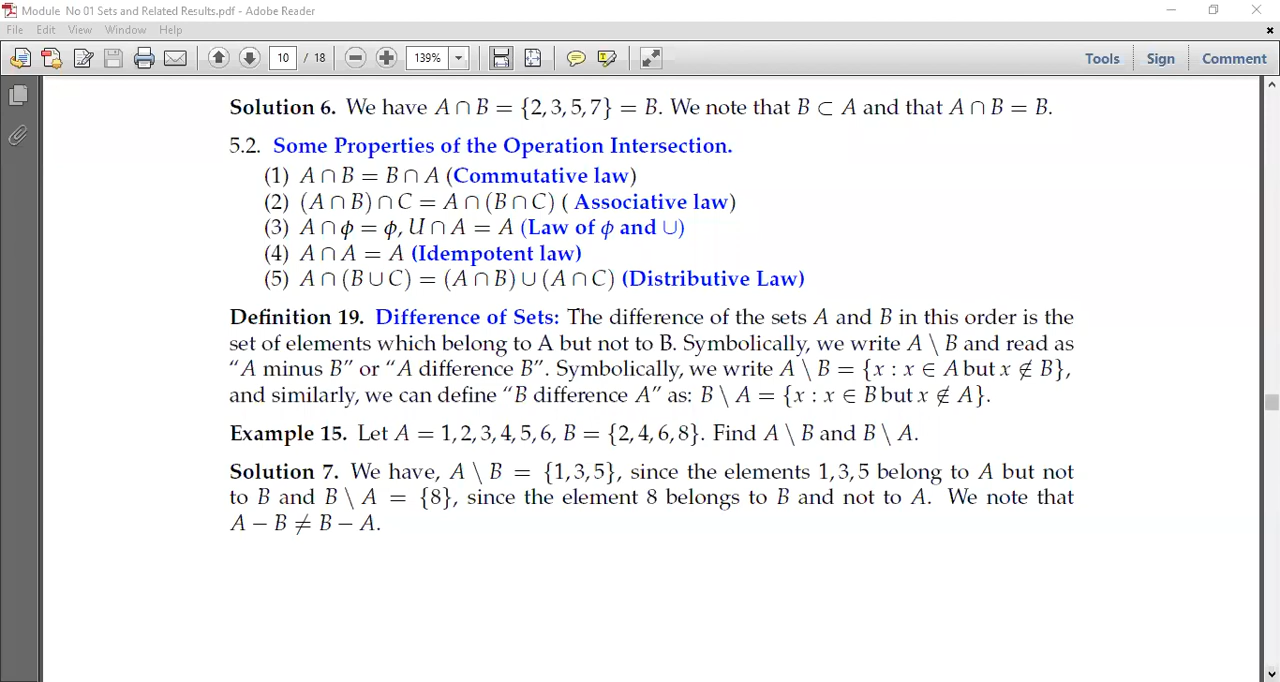 Module No 01 Sets and Related Results.pdf - Adobe Reader
File Edit View Window Help
10 / 18 139% Tools Sign Comment
Solution 6. We have A ∩ B = {2, 3, 5, 7} = B. We note that B ⊂ A and that A ∩ B = B.
5.2. Some Properties of the Operation Intersection.
(1) A ∩ B = B ∩ A (Commutative law)
(2) (A ∩ B) ∩ C = A ∩ (B ∩ C) ( Associative law)
(3) A ∩ ϕ = ϕ, U ∩ A = A (Law of ϕ and ∪)
(4) A ∩ A = A (Idempotent law)
(5) A ∩ (B ∪ C) = (A ∩ B) ∪ (A ∩ C) (Distributive Law)
Definition 19. Difference of Sets: The difference of the sets A and B in this order is the
set of elements which belong to A but not to B. Symbolically, we write A \ B and read as
“A minus B” or “A difference B”. Symbolically, we write A \ B = {x : x ∈ A but x ∉ B},
and similarly, we can define “B difference A” as: B \ A = {x : x ∈ B but x ∉ A}.
Example 15. Let A = 1, 2, 3, 4, 5, 6, B = {2, 4, 6, 8}. Find A \ B and B \ A.
Solution 7. We have, A \ B = {1, 3, 5}, since the elements 1, 3, 5 belong to A but not
to B and B \ A = {8}, since the element 8 belongs to B and not to A. We note that
A − B ≠ B − A.